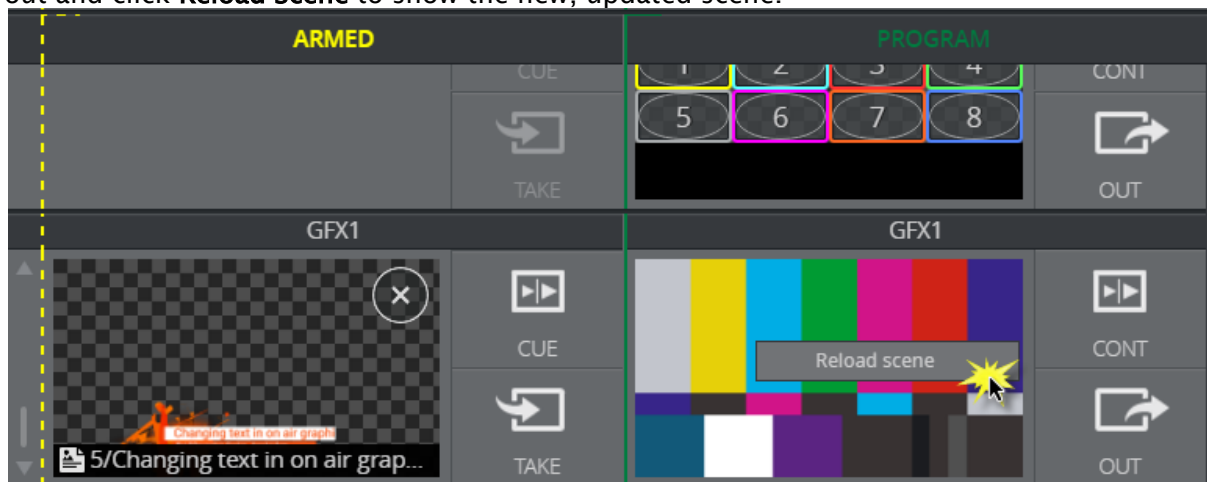 out and click Reload Scene to show the new, updated scene.
ARMED
PROGRAM
CUE
1 2 3 4
CONT
5 6 7 8
TAKE
OUT
GFX1
GFX1
CUE
Reload scene
CONT
Changing text in on air graphi
5/Changing text in on air grap...
TAKE
OUT